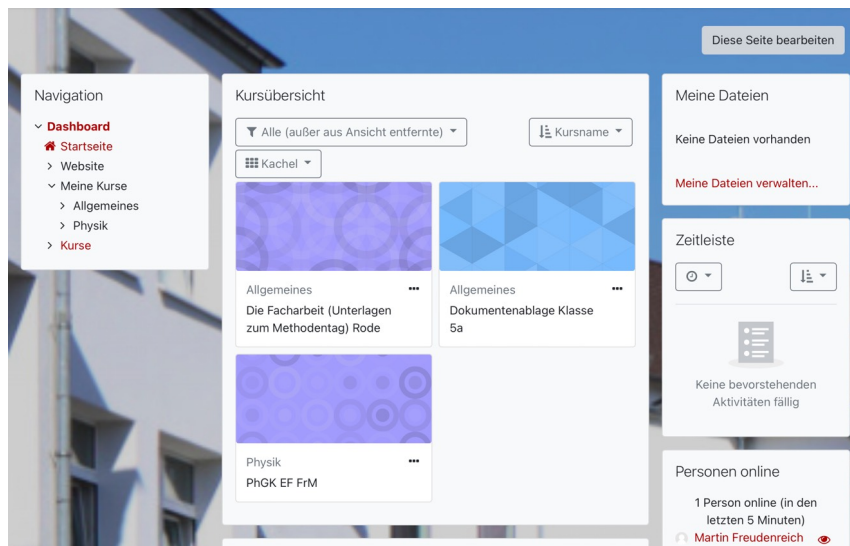 Diese Seite bearbeiten
Navigation
Dashboard
Startseite
Website
Meine Kurse
Allgemeines
Physik
Kurse
Kursübersicht
Alle (außer aus Ansicht entfernte)
Kursname
Kachel
Allgemeines
Die Facharbeit (Unterlagen
zum Methodentag) Rode
Allgemeines
Dokumentenablage Klasse
5a
Physik
PhGK EF FrM
Meine Dateien
Keine Dateien vorhanden
Meine Dateien verwalten...
Zeitleiste
Keine bevorstehenden
Aktivitäten fällig
Personen online
1 Person online (in den
letzten 5 Minuten)
Martin Freudenreich